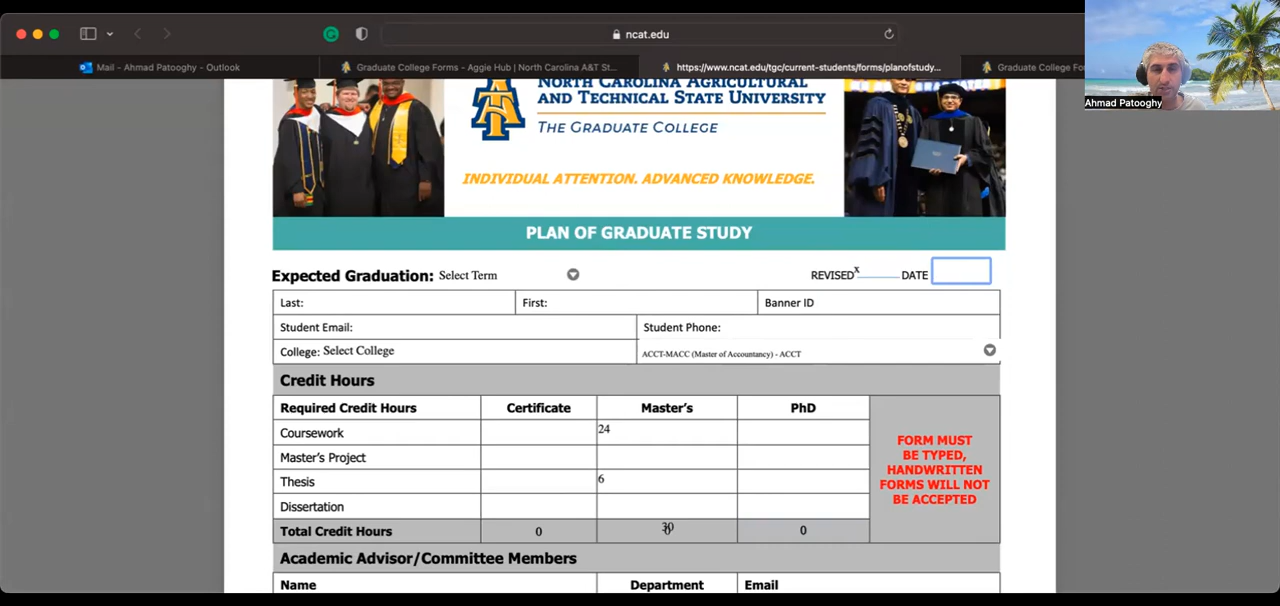 ncat.edu
Mail - Ahmad Patooghy - Outlook
Graduate College Forms - Aggie Hub | North Carolina A&T St...
https://www.ncat.edu/tgc/current-students/forms/planofstudy...
Graduate College For
Ahmad Patooghy
NORTH CAROLINA AGRICULTURAL
AND TECHNICAL STATE UNIVERSITY
THE GRADUATE COLLEGE
INDIVIDUAL ATTENTION. ADVANCED KNOWLEDGE.
PLAN OF GRADUATE STUDY
Expected Graduation: Select Term REVISED x DATE
Last: First: Banner ID
Student Email: Student Phone:
College: Select College ACCT-MACC (Master of Accountancy) - ACCT
Credit Hours
Required Credit Hours Certificate Master's PhD
Coursework 24
Master's Project
Thesis 6
Dissertation
Total Credit Hours 0 30 0 0
FORM MUST
BE TYPED,
HANDWRITTEN
FORMS WILL NOT
BE ACCEPTED
Academic Advisor/Committee Members
Name Department Email